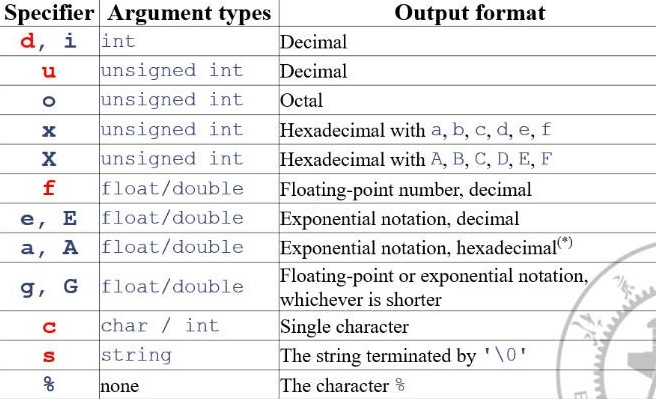 Specifier Argument types Output format
d, i int Decimal
u unsigned int Decimal
o unsigned int Octal
x unsigned int Hexadecimal with a, b, c, d, e, f
X unsigned int Hexadecimal with A, B, C, D, E, F
f float/double Floating-point number, decimal
e, E float/double Exponential notation, decimal
a, A float/double Exponential notation, hexadecimal(*)
g, G float/double Floating-point or exponential notation,
whichever is shorter
c char / int Single character
s string The string terminated by '\0'
% none The character %